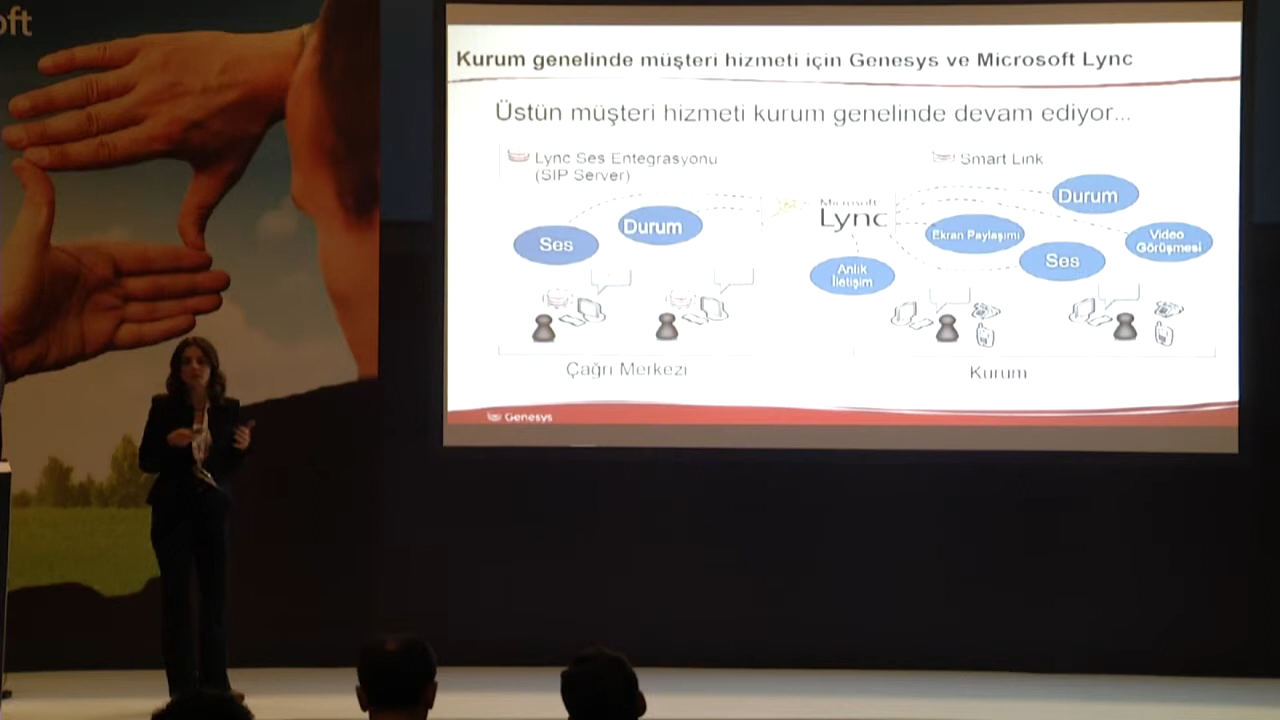 oft
Kurum genelinde müşteri hizmeti için Genesys ve Microsoft Lync
Üstün müşteri hizmeti kurum genelinde devam ediyor...
Lync Ses Entegrasyonu
(SIP Server)
Smart Link
Ses
Durum
Microsoft
Lync
Anlık
İletişim
Ekran Paylaşımı
Durum
Ses
Video
Görüşmesi
Çağrı Merkezi
Kurum
Genesys